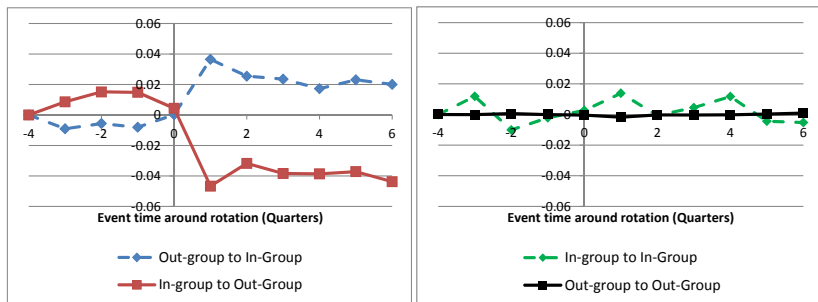 0.06
0.04
0.02
0
-4 -2 0 2 4 6
-0.02
-0.04
-0.06
Event time around rotation (Quarters)
Out-group to In-Group
In-group to Out-Group
0.06
0.04
0.02
0
-4 -2 0 2 4 6
-0.02
-0.04
-0.06
Event time around rotation (Quarters)
In-group to In-Group
Out-group to Out-Group